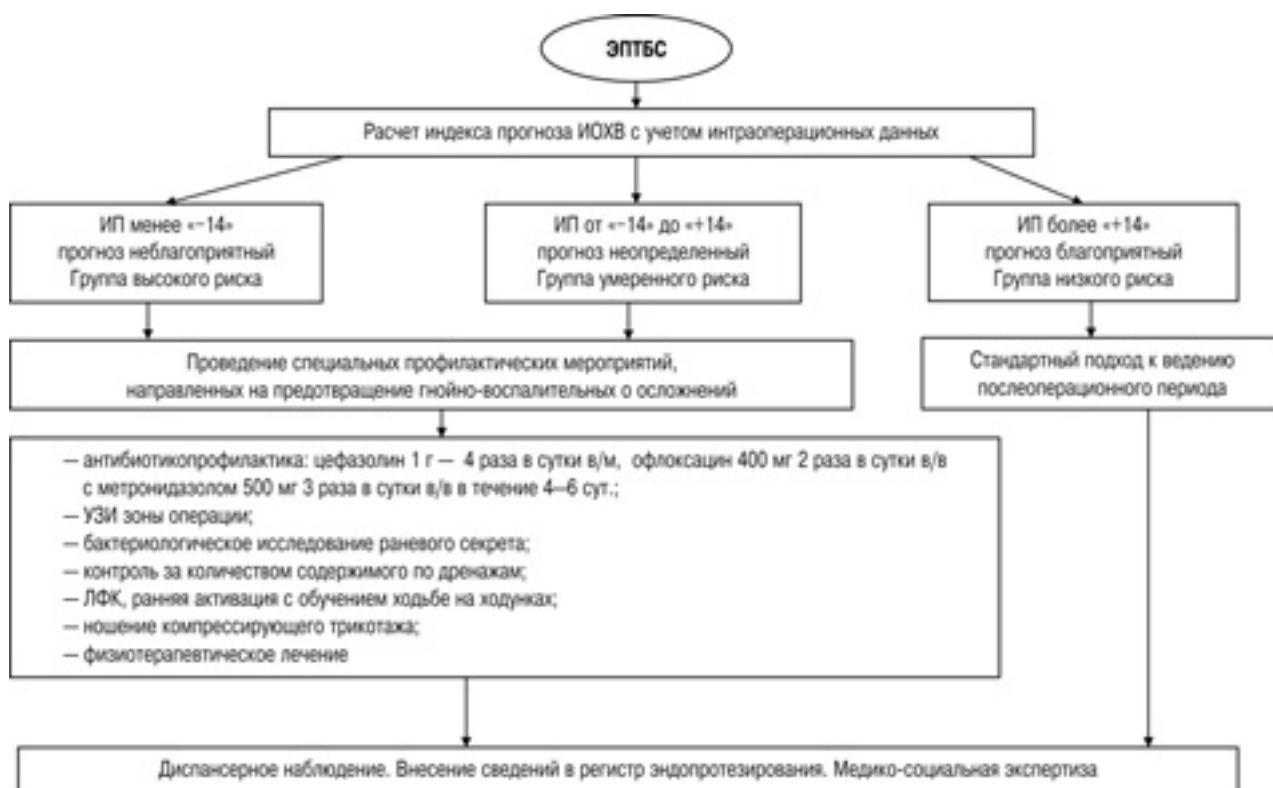 ЭПТБС
Расчет индекса прогноза ИОХВ с учетом интраоперационных данных
ИП менее «−14»
прогноз неблагоприятный
Группа высокого риска
ИП от «−14» до «+14»
прогноз неопределенный
Группа умеренного риска
ИП более «+14»
прогноз благоприятный
Группа низкого риска
Проведение специальных профилактических мероприятий,
направленных на предотвращение гнойно-воспалительных о осложнений
Стандартный подход к ведению
послеоперационного периода
— антибиотикопрофилактика: цефазолин 1 г — 4 раза в сутки в/м, офлоксацин 400 мг 2 раза в сутки в/в
с метронидазолом 500 мг 3 раза в сутки в/в в течение 4—6 сут.;
— УЗИ зоны операции;
— бактериологическое исследование раневого секрета;
— контроль за количеством содержимого по дренажам;
— ЛФК, ранняя активация с обучением ходьбе на ходунках;
— ношение компрессирующего трикотажа;
— физиотерапевтическое лечение
Диспансерное наблюдение. Внесение сведений в регистр эндопротезирования. Медико-социальная экспертиза